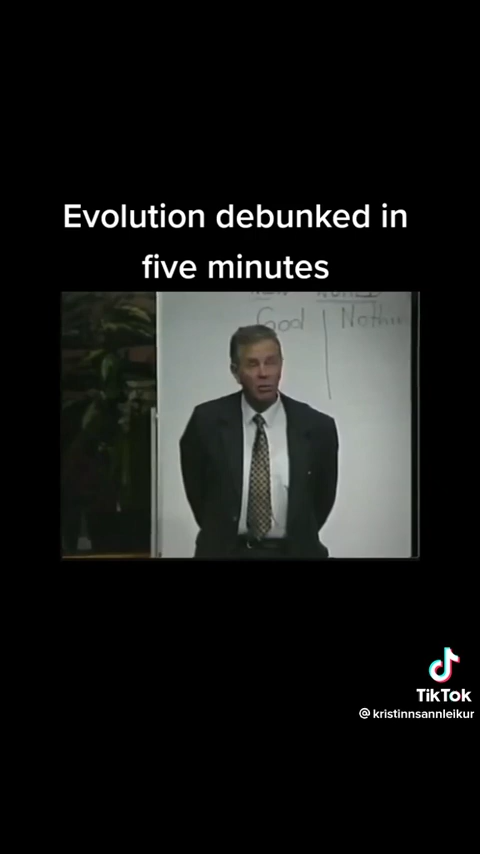 Evolution debunked in
five minutes
God
TikTok
@kristinnsannleikur